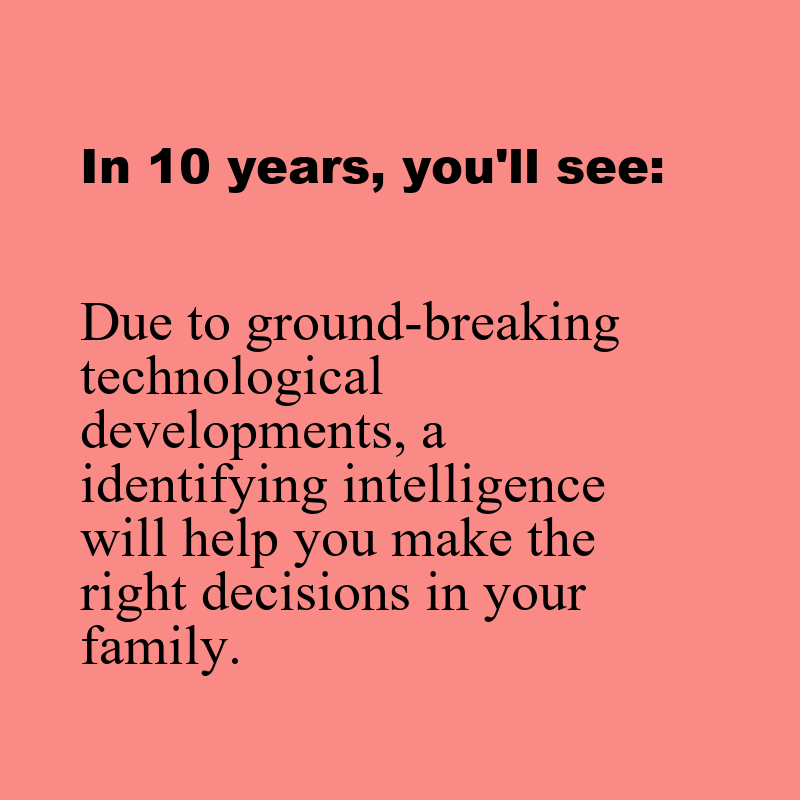 In 10 years, you'll see:
Due to ground-breaking
technological
developments, a
identifying intelligence
will help you make the
right decisions in your
family.